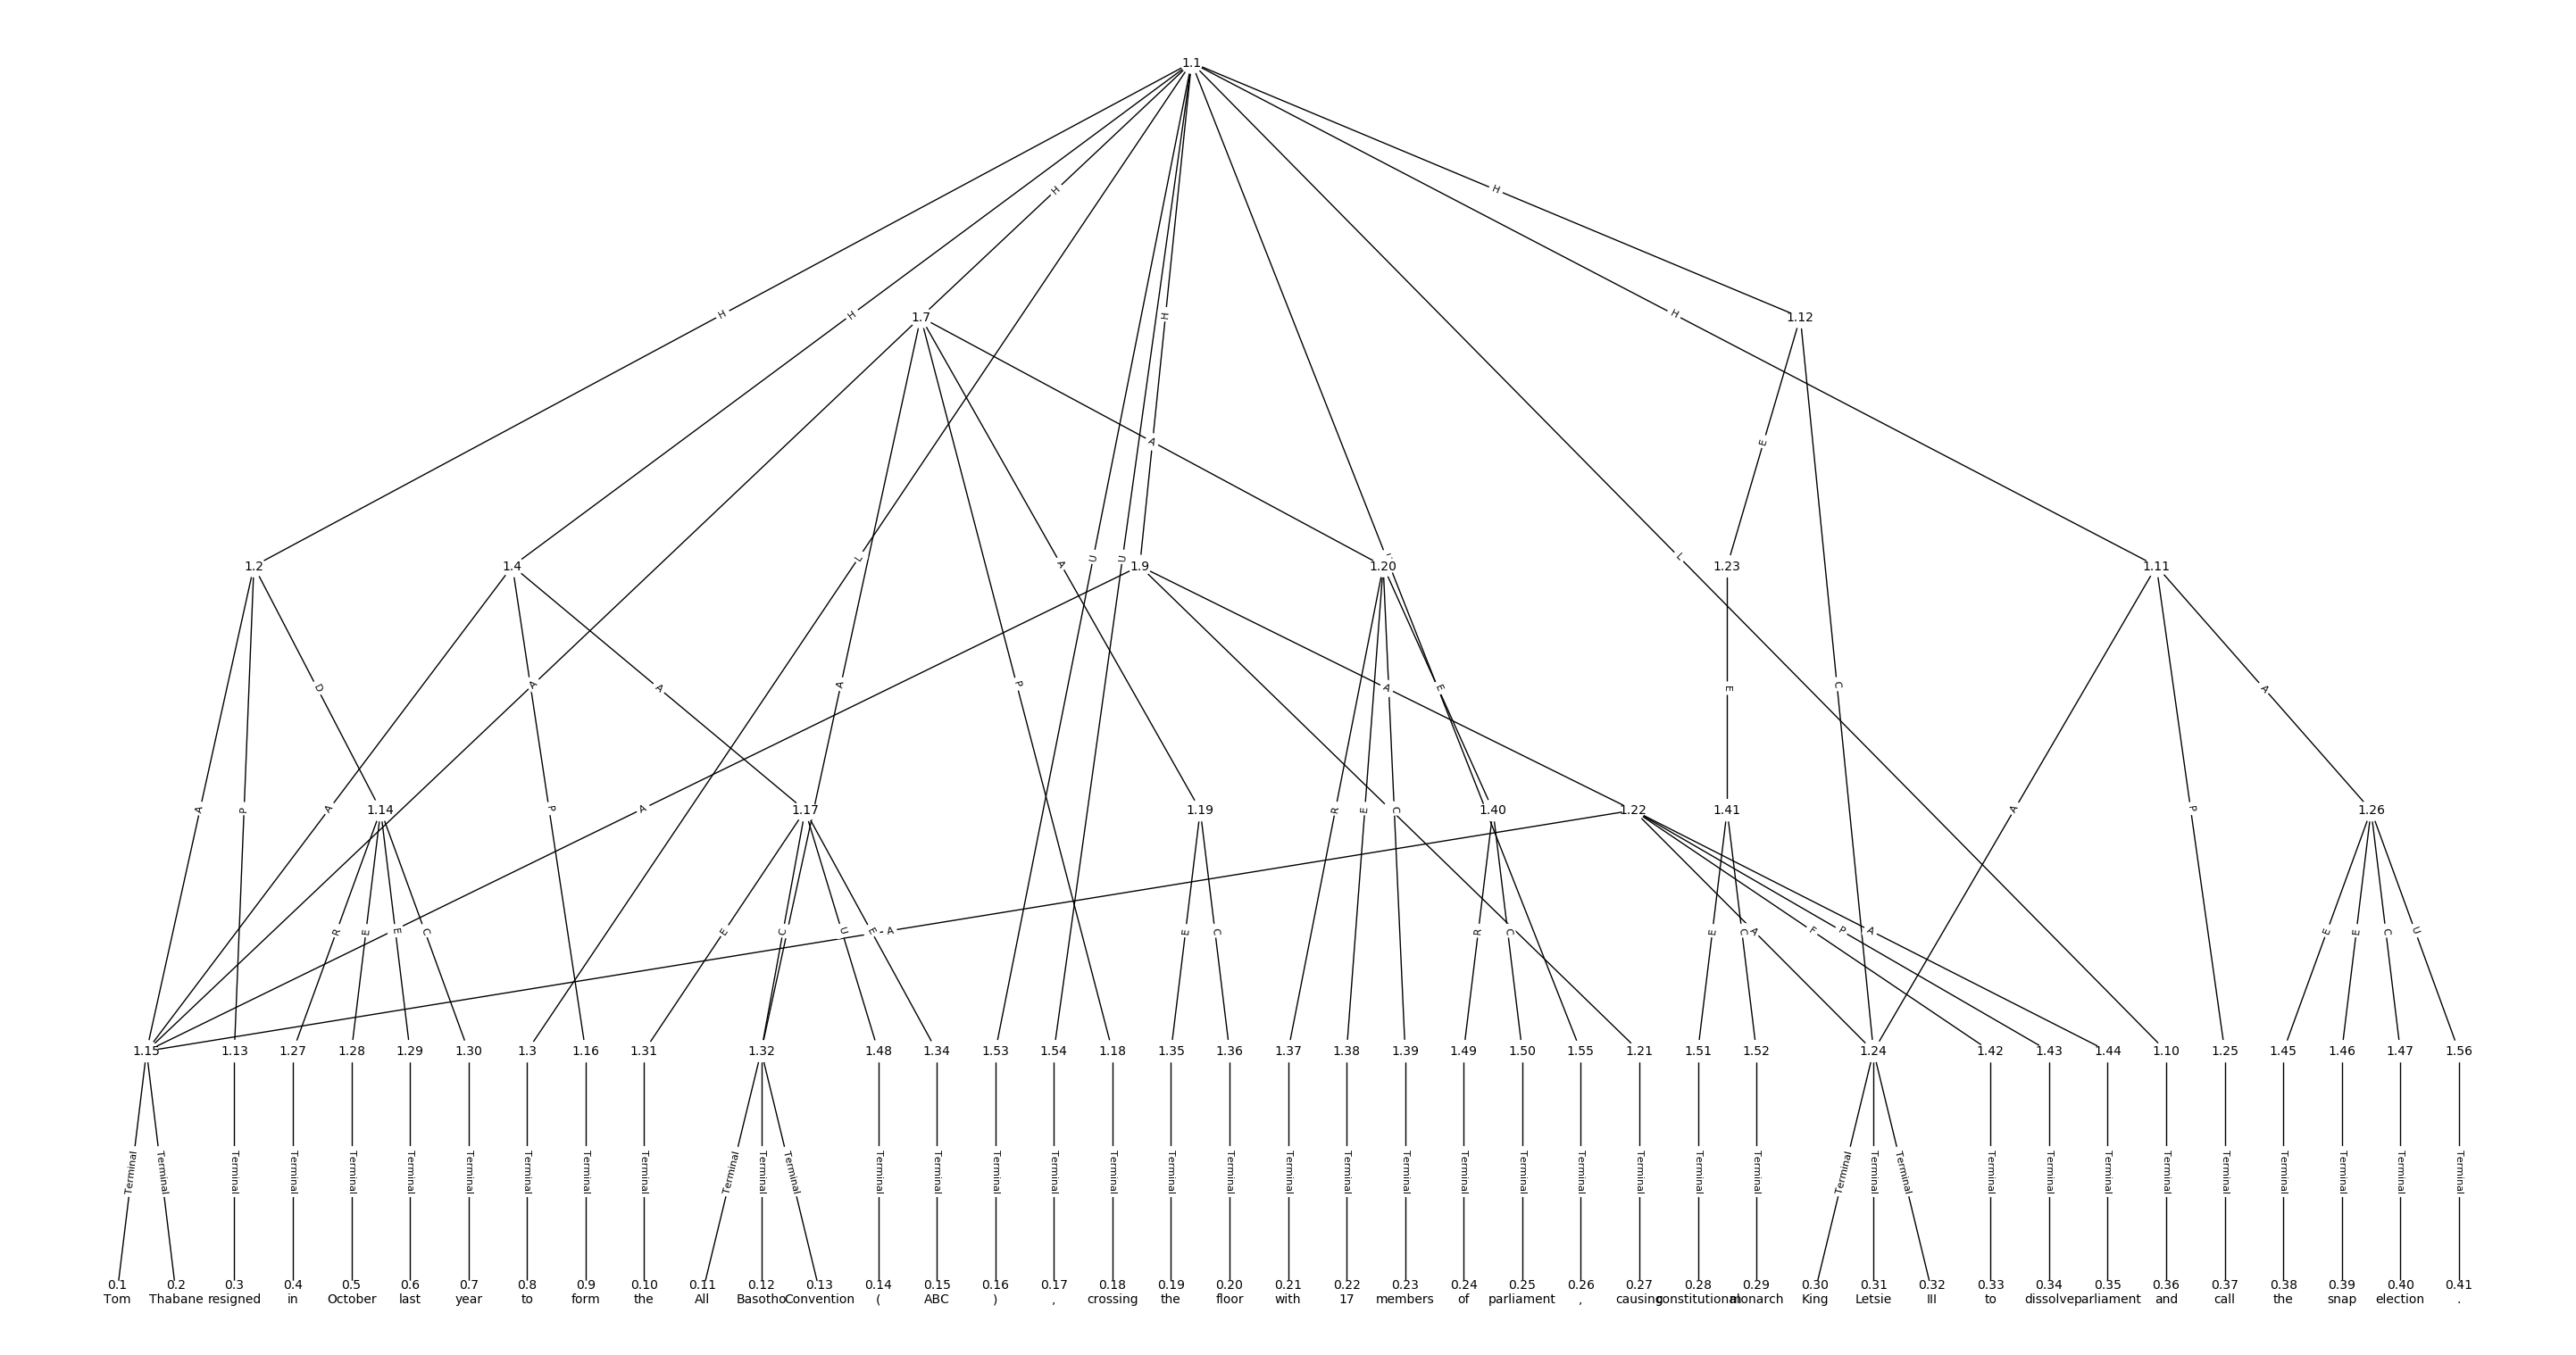 1.1
H
H
H
H
H
1.7
1.12
H
H
A
E
L
U
U
L
1.2
1.4
1.9
1.20
1.23
1.11
A
D
A
A
A
P
A
E
E
C
A
A
P
A
P
A
R
E
C
A
P
1.14
1.17
1.19
1.40
1.22
1.41
1.26
R
E
E
C
E
C
U
E
A
E
C
R
C
E
C
A
F
P
A
E
E
C
U
1.15 1.13 1.27 1.28 1.29 1.30 1.3 1.16 1.31 1.32 1.48 1.34 1.53 1.54 1.18 1.35 1.36 1.37 1.38 1.39 1.49 1.50 1.55 1.21 1.51 1.52 1.24 1.42 1.43 1.44 1.10 1.25 1.45 1.46 1.47 1.56
Terminal Terminal Terminal Terminal Terminal Terminal Terminal Terminal Terminal Terminal Terminal Terminal Terminal Terminal Terminal Terminal Terminal Terminal Terminal Terminal Terminal Terminal Terminal Terminal Terminal Terminal Terminal Terminal Terminal Terminal Terminal Terminal Terminal Terminal Terminal Terminal Terminal Terminal Terminal Terminal Terminal
0.1 0.2 0.3 0.4 0.5 0.6 0.7 0.8 0.9 0.10 0.11 0.12 0.13 0.14 0.15 0.16 0.17 0.18 0.19 0.20 0.21 0.22 0.23 0.24 0.25 0.26 0.27 0.28 0.29 0.30 0.31 0.32 0.33 0.34 0.35 0.36 0.37 0.38 0.39 0.40 0.41
Tom Thabane resigned in October last year to form the All Basotho Convention ( ABC ) , crossing the floor with 17 members of parliament , causing constitutional monarch King Letsie III to dissolve parliament and call the snap election .